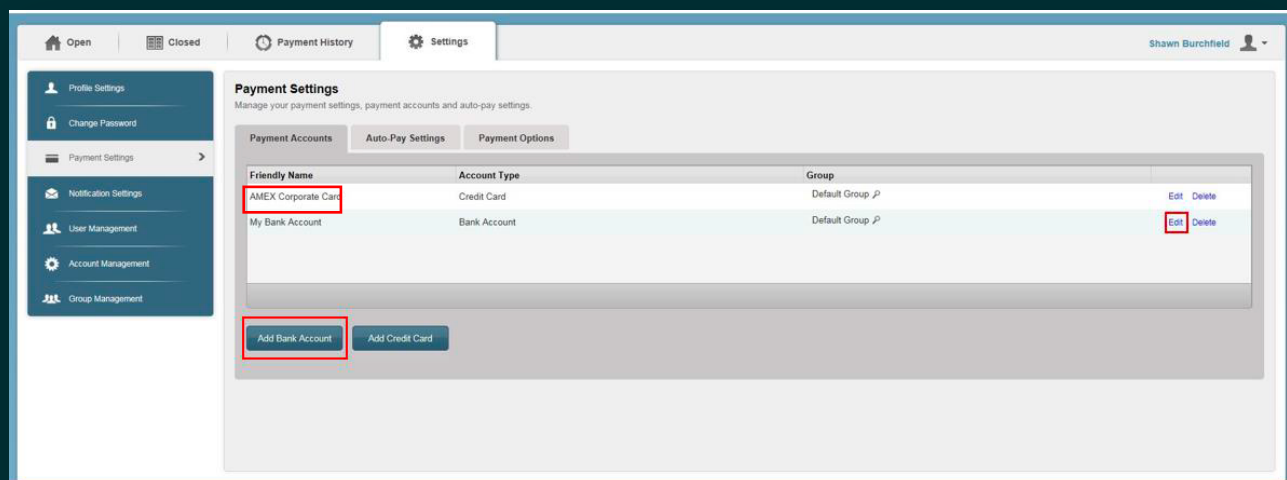 Open Closed Payment History Settings Shawn Burchfield
Profile Settings
Change Password
Payment Settings
Notification Settings
User Management
Account Management
Group Management
Payment Settings
Manage your payment settings, payment accounts and auto-pay settings.
Payment Accounts Auto-Pay Settings Payment Options
Friendly Name Account Type Group
AMEX Corporate Card Credit Card Default Group Edit Delete
My Bank Account Bank Account Default Group Edit Delete
Add Bank Account Add Credit Card